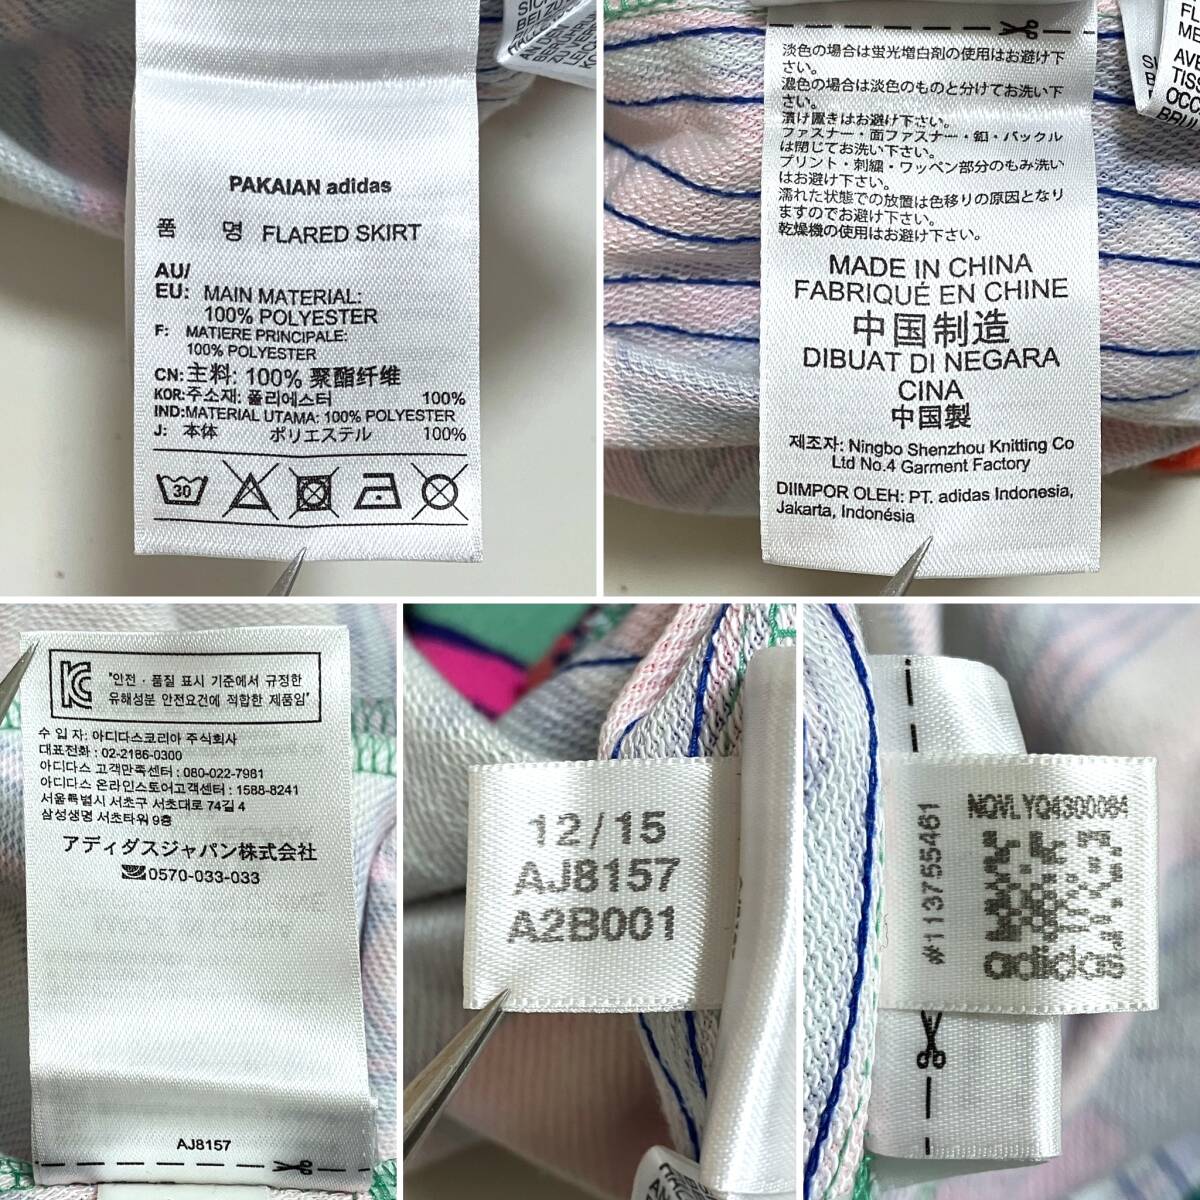 PAKAIAN adidas
품 명 FLARED SKIRT
AU/
EU: MAIN MATERIAL:
100% POLYESTER
F: MATIERE PRINCIPALE:
100% POLYESTER
CN: 主料: 100% 聚酯纤维
KOR: 주소재: 폴리에스터 100%
IND: MATERIAL UTAMA: 100% POLYESTER
J: 本体 ポリエステル 100%
30
BEI ZU
淡色の場合は蛍光増白剤の使用はお避け下
さい。
濃色の場合は淡色のものと分けてお洗い下
さい。
漬け置きはお避け下さい。
ファスナー・面ファスナー・釦・バックル
は閉じてお洗い下さい。
プリント・刺繍・ワッペン部分のもみ洗い
はお避け下さい。
濡れた状態での放置は色移りの原因となり
ますのでお避け下さい。
乾燥機の使用はお避け下さい。
MADE IN CHINA
FABRIQUÉ EN CHINE
中国制造
DIBUAT DI NEGARA
CINA
中国製
제조자: Ningbo Shenzhou Knitting Co
Ltd No.4 Garment Factory
DIIMPOR OLEH: PT. adidas Indonesia,
Jakarta, Indonésia
FL
ME
AVE
TISS
OCC
BRUI
KC
'안전 · 품질 표시 기준에서 규정한
유해성분 안전요건에 적합한 제품임'
수 입 자: 아디다스코리아 주식회사
대표전화 : 02-2186-0300
아디다스 고객만족센터 : 080-022-7981
아디다스 온라인스토어고객센터 : 1588-8241
서울특별시 서초구 서초대로 74길 4
삼성생명 서초타워 9층
アディダスジャパン株式会社
0570-033-033
AJ8157
12/15
AJ8157
A2B001
#113755461
NQVLYQ4300084
adidas